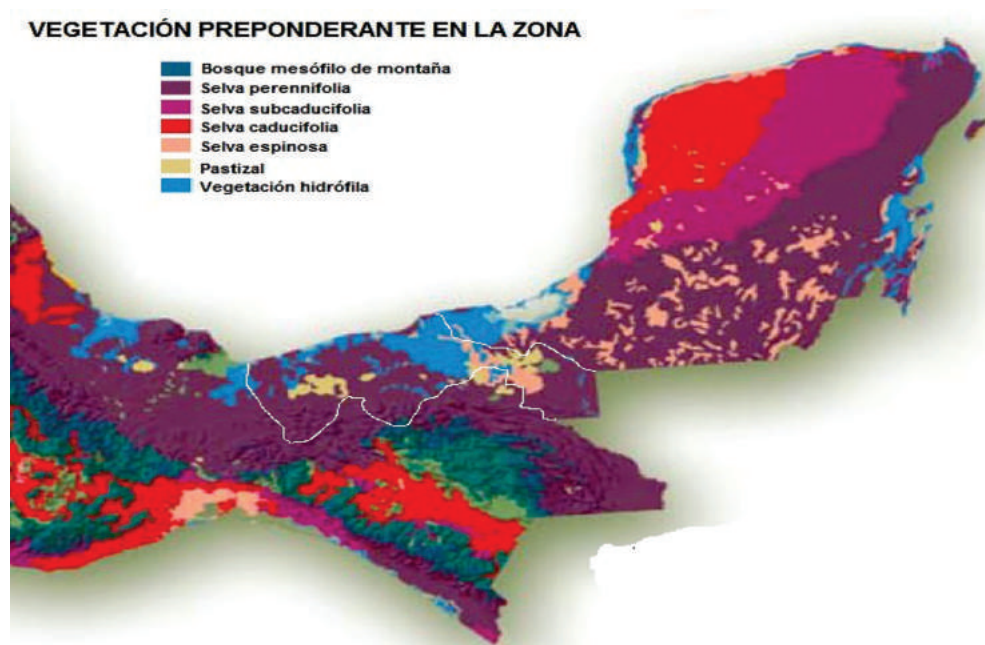 VEGETACIÓN PREPONDERANTE EN LA ZONA
Bosque mesófilo de montaña
Selva perennifolia
Selva subcaducifolia
Selva caducifolia
Selva espinosa
Pastizal
Vegetación hidrófila